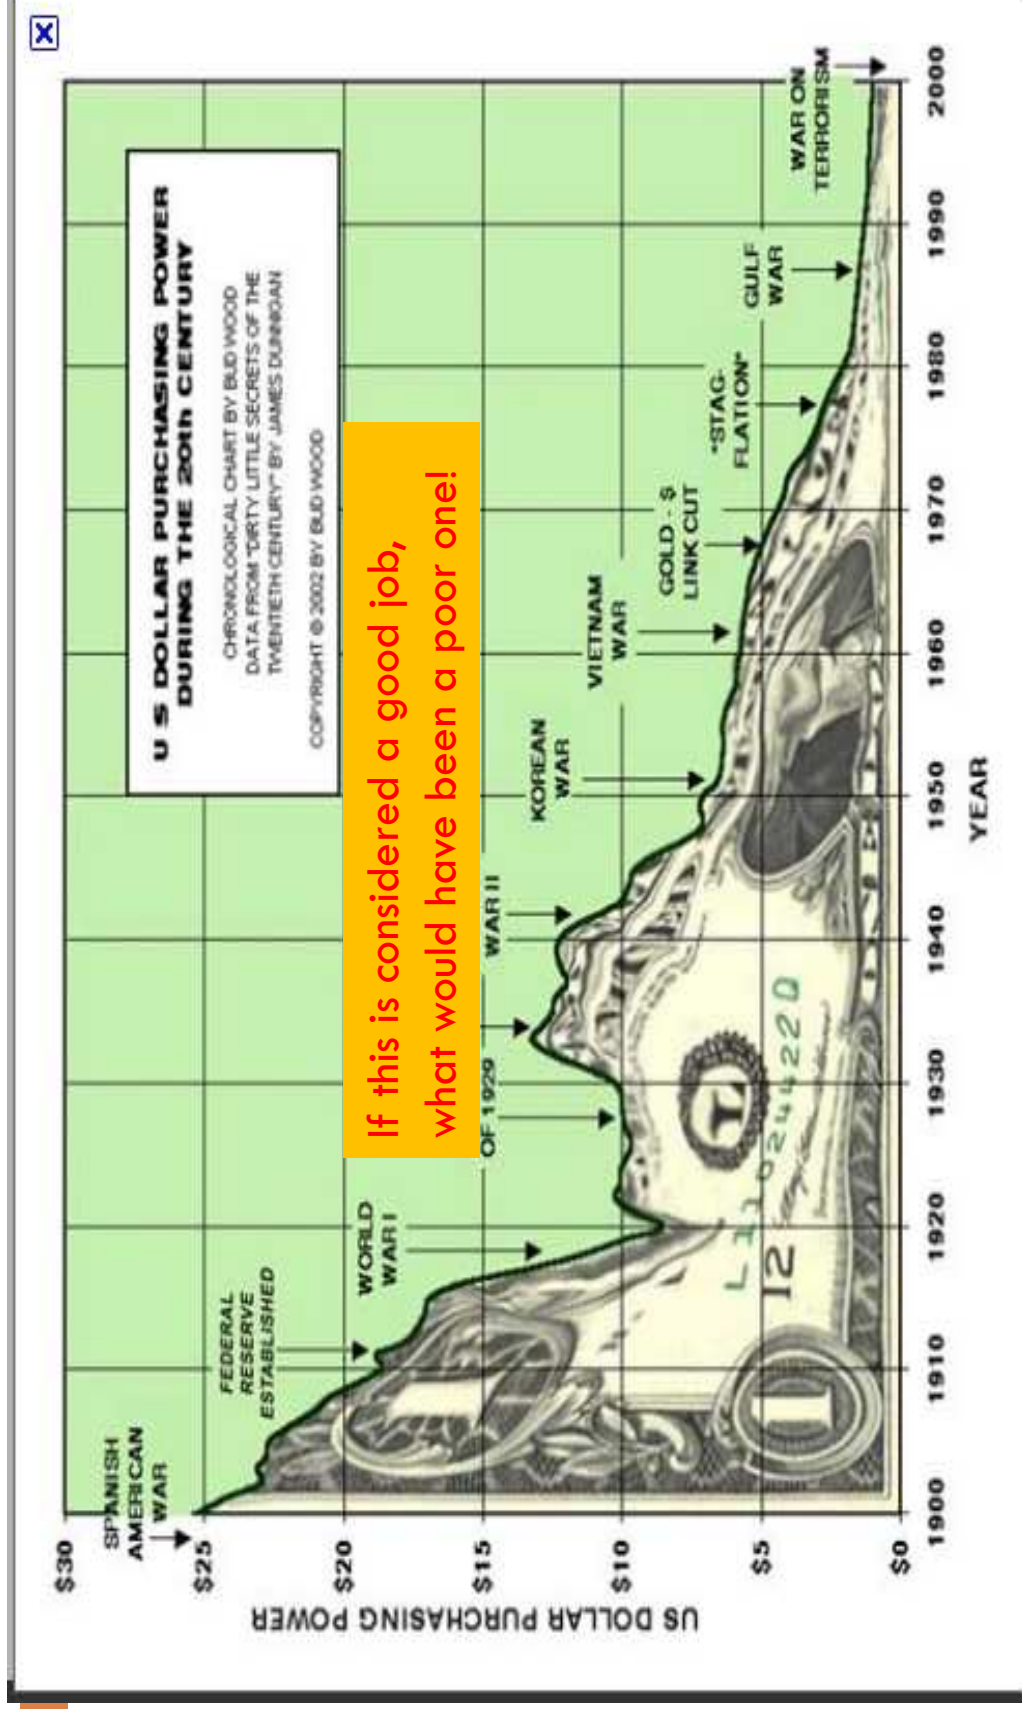 U S DOLLAR PURCHASING POWER
DURING THE 20th CENTURY
CHRONOLOGICAL CHART BY BUD WOOD
DATA FROM "DIRTY LITTLE SECRETS OF THE
TWENTIETH CENTURY" BY JAMES DUNNIGAN
COPYRIGHT © 2002 BY BUD WOOD
If this is considered a good job,
what would have been a poor one!
SPANISH
AMERICAN
WAR
FEDERAL
RESERVE
ESTABLISHED
WORLD
WAR I
OF 1929
WAR II
KOREAN
WAR
VIETNAM
WAR
GOLD - $
LINK CUT
"STAG-
FLATION"
GULF
WAR
WAR ON
TERRORISM
US DOLLAR PURCHASING POWER
$30
$25
$20
$15
$10
$5
$0
1900
1910
1920
1930
1940
1950
1960
1970
1980
1990
2000
YEAR
L11024422Q
12
1
L